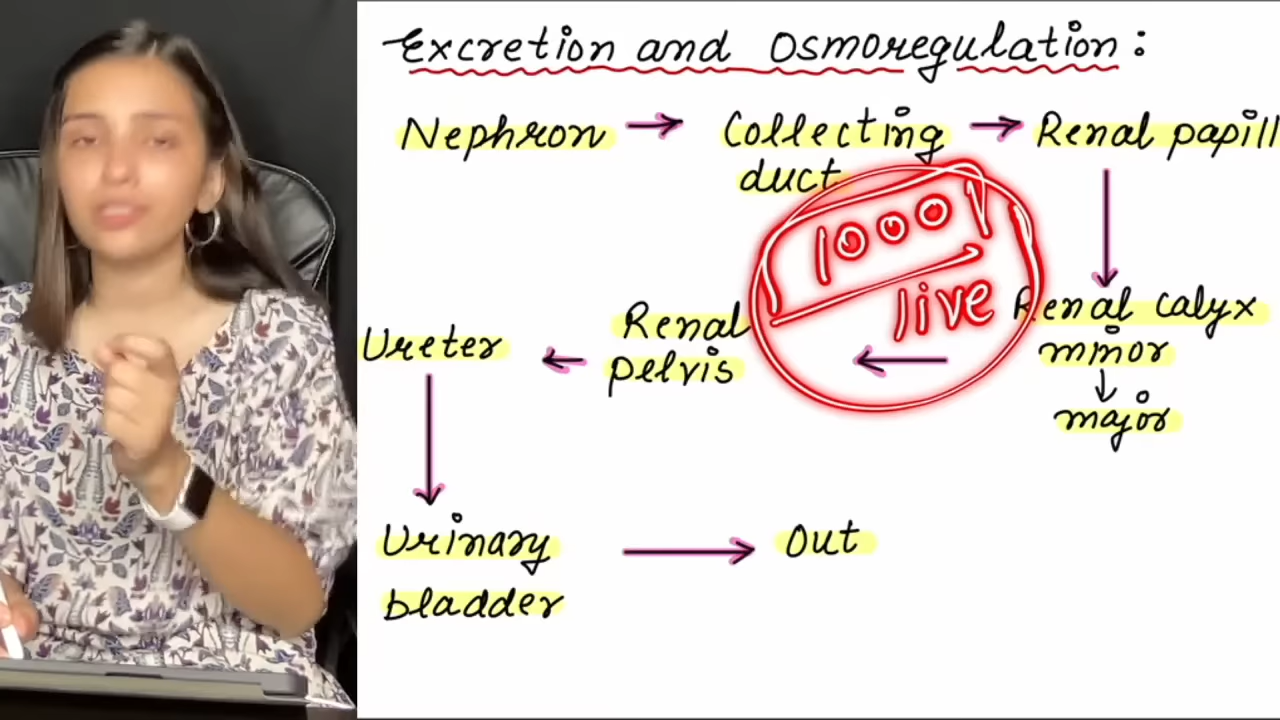 Excretion and Osmoregulation :
Nephron → Collecting duct → Renal papill
1000
live
Renal calyx
minor
↓
major
← Renal pelvis
← Ureter
Urinary bladder → Out